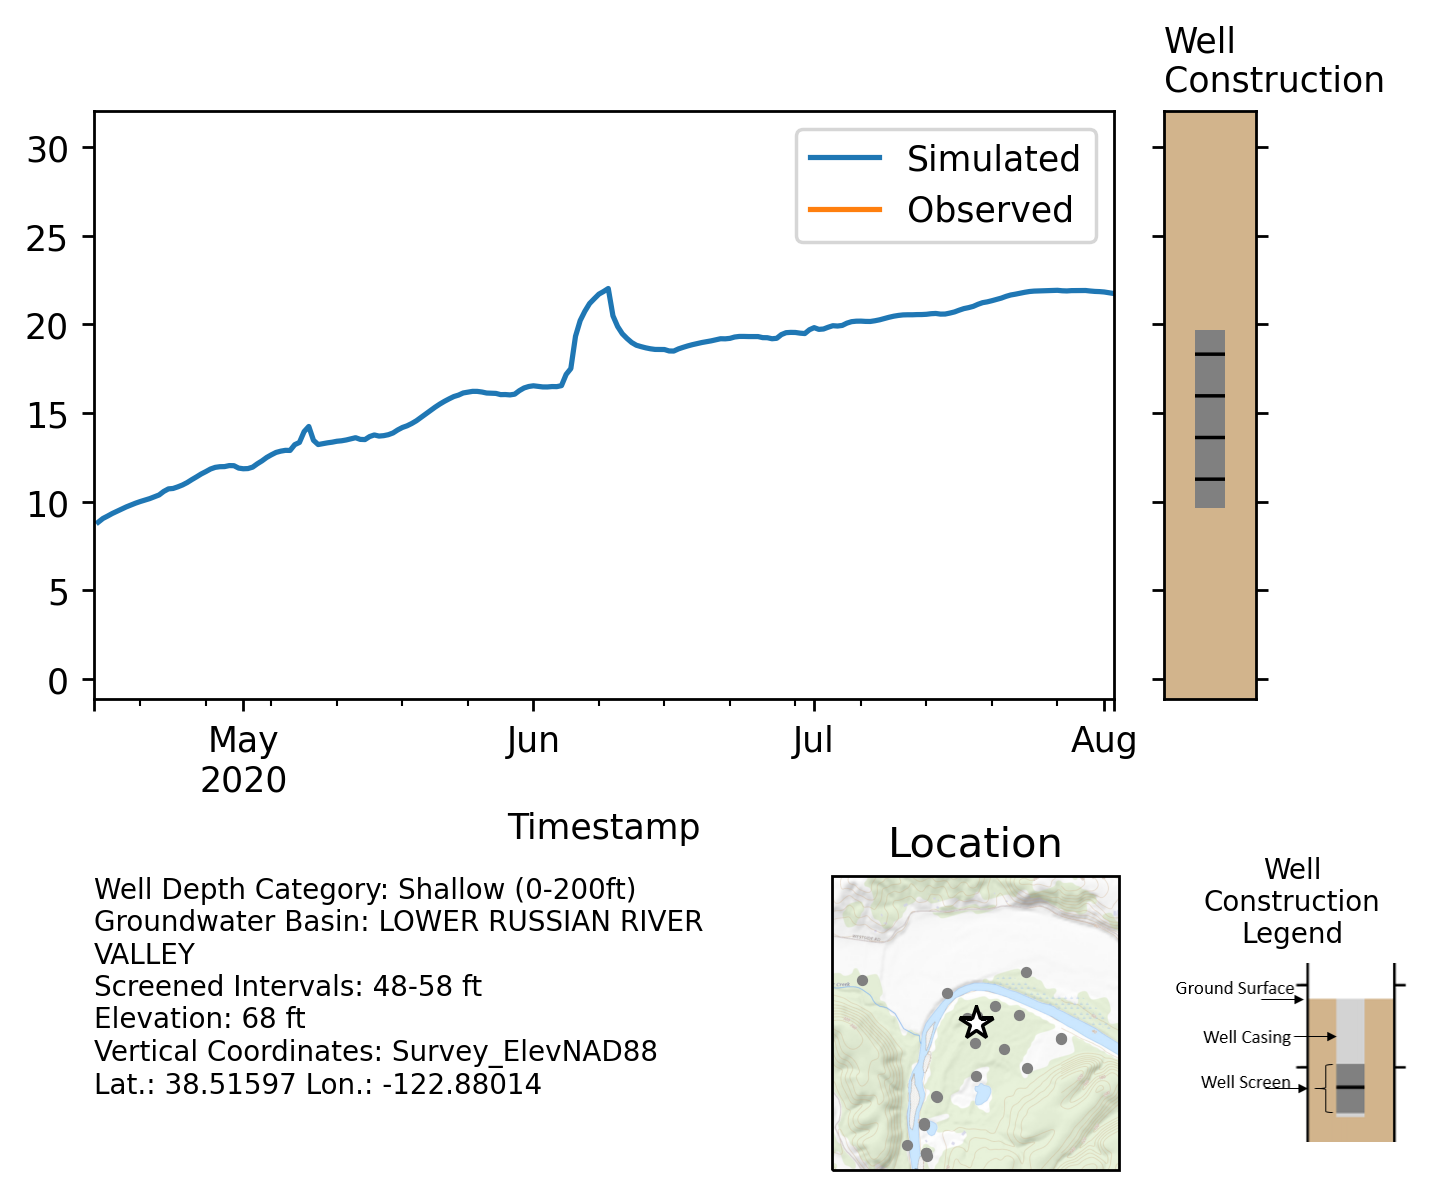 Well
Construction
30
25
20
15
10
5
0
Simulated
Observed
May
2020
Jun
Jul
Aug
Timestamp
Well Depth Category: Shallow (0-200ft)
Groundwater Basin: LOWER RUSSIAN RIVER
VALLEY
Screened Intervals: 48-58 ft
Elevation: 68 ft
Vertical Coordinates: Survey_ElevNAD88
Lat.: 38.51597 Lon.: -122.88014
Location
Well
Construction
Legend
Ground Surface
Well Casing
Well Screen